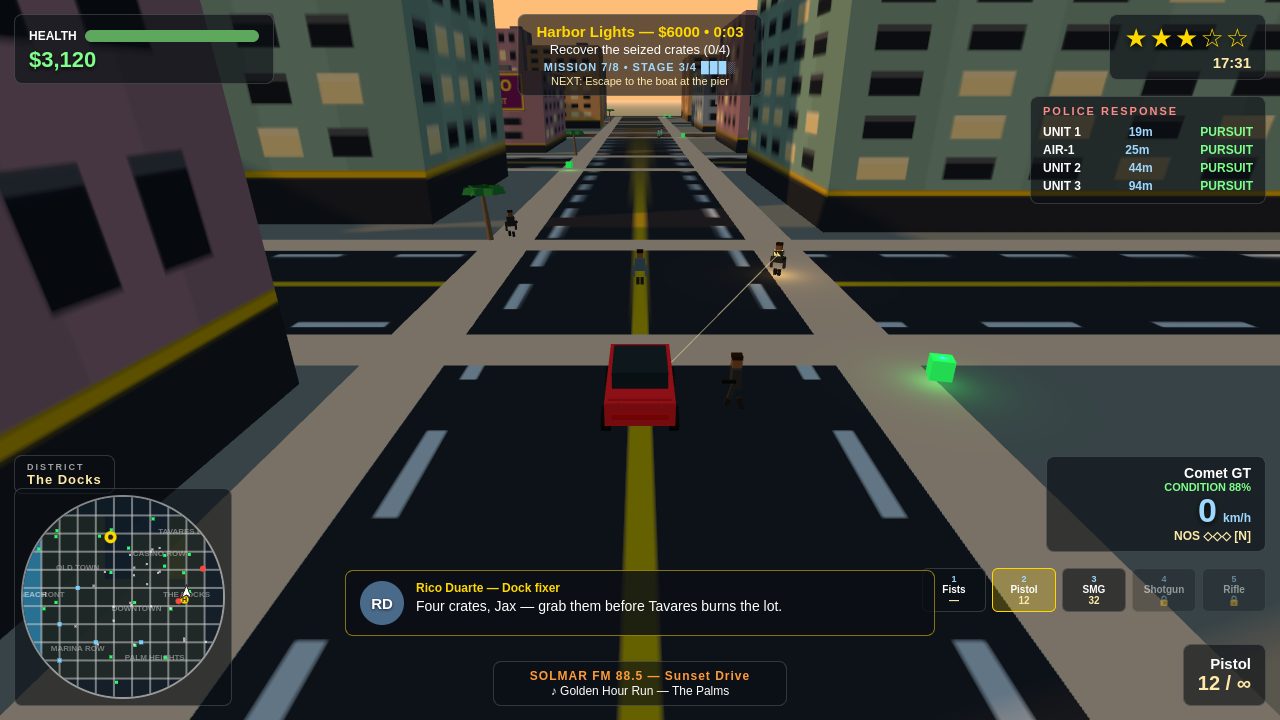 HEALTH
$3,120
Harbor Lights — $6000 • 0:03
Recover the seized crates (0/4)
MISSION 7/8 • STAGE 3/4
NEXT: Escape to the boat at the pier
★★★☆☆
17:31
POLICE RESPONSE
UNIT 1 19m PURSUIT
AIR-1 25m PURSUIT
UNIT 2 44m PURSUIT
UNIT 3 94m PURSUIT
DISTRICT
The Docks
TAVARES
CASINO ROW
OLD TOWN
THE DOCKS
DOWNTOWN
MARINA ROW
PALM HEIGHTS
Comet GT
CONDITION 88%
0 km/h
NOS ◇◇◇ [N]
1 Fists —
2 Pistol 12
3 SMG 32
4 Shotgun
5 Rifle
RD
Rico Duarte — Dock fixer
Four crates, Jax — grab them before Tavares burns the lot.
SOLMAR FM 88.5 — Sunset Drive
♪ Golden Hour Run — The Palms
Pistol
12 / ∞